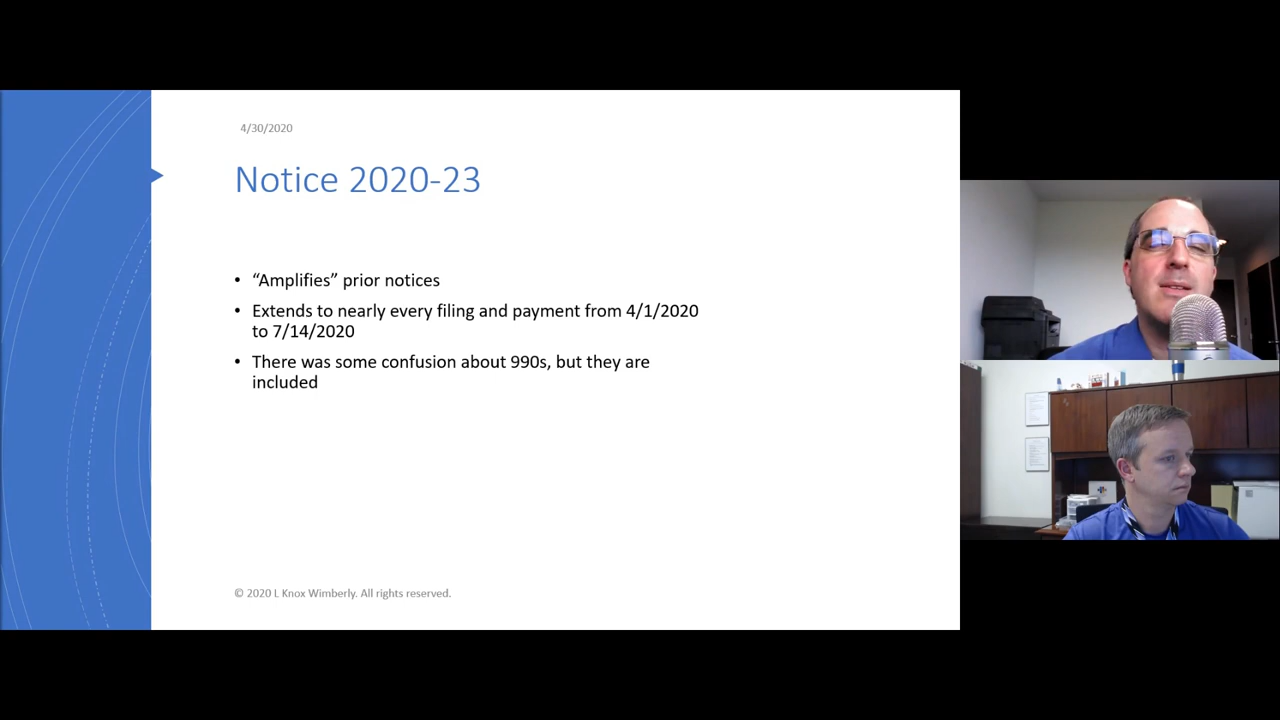 4/30/2020
Notice 2020-23
• “Amplifies” prior notices
• Extends to nearly every filing and payment from 4/1/2020
to 7/14/2020
• There was some confusion about 990s, but they are
included
© 2020 L Knox Wimberly. All rights reserved.